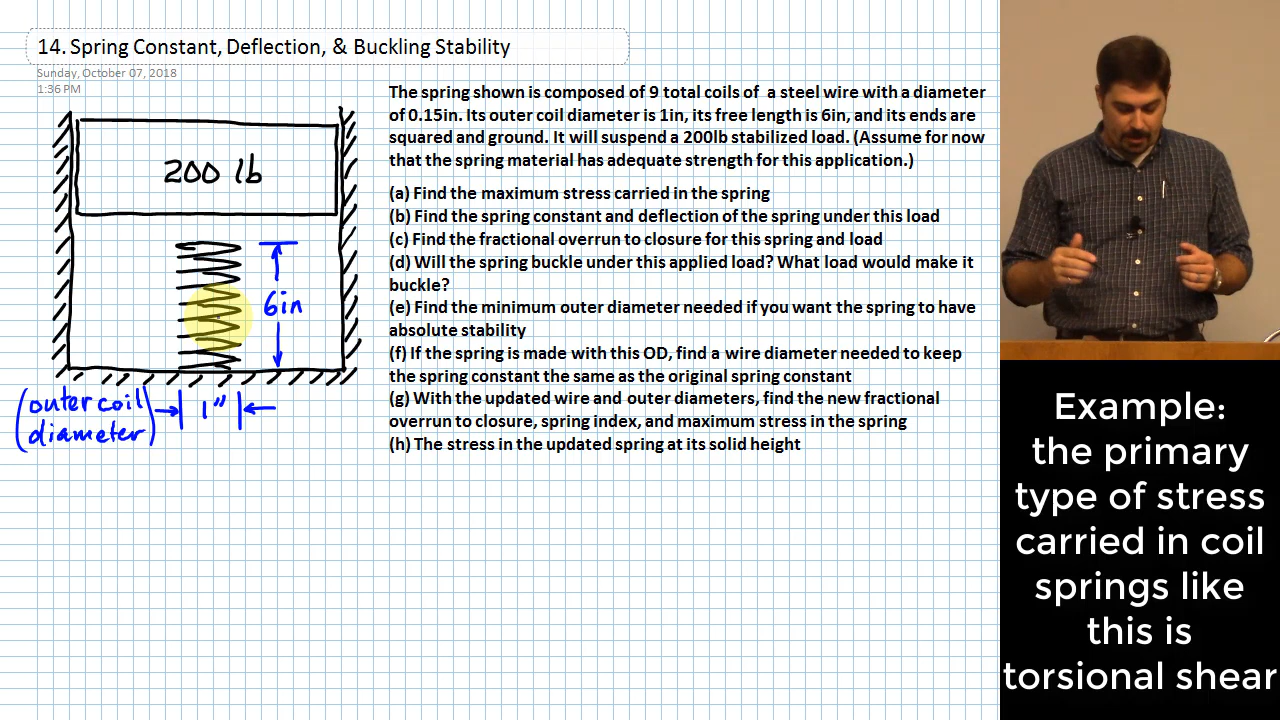 14. Spring Constant, Deflection, & Buckling Stability
Sunday, October 07, 2018
1:36 PM
The spring shown is composed of 9 total coils of a steel wire with a diameter
of 0.15in. Its outer coil diameter is 1in, its free length is 6in, and its ends are
squared and ground. It will suspend a 200lb stabilized load. (Assume for now
that the spring material has adequate strength for this application.)
(a) Find the maximum stress carried in the spring
(b) Find the spring constant and deflection of the spring under this load
(c) Find the fractional overrun to closure for this spring and load
(d) Will the spring buckle under this applied load? What load would make it
buckle?
(e) Find the minimum outer diameter needed if you want the spring to have
absolute stability
(f) If the spring is made with this OD, find a wire diameter needed to keep
the spring constant the same as the original spring constant
(g) With the updated wire and outer diameters, find the new fractional
overrun to closure, spring index, and maximum stress in the spring
(h) The stress in the updated spring at its solid height
200 lb
6in
(outer coil
diameter)
1"
Example:
the primary
type of stress
carried in coil
springs like
this is
torsional shear